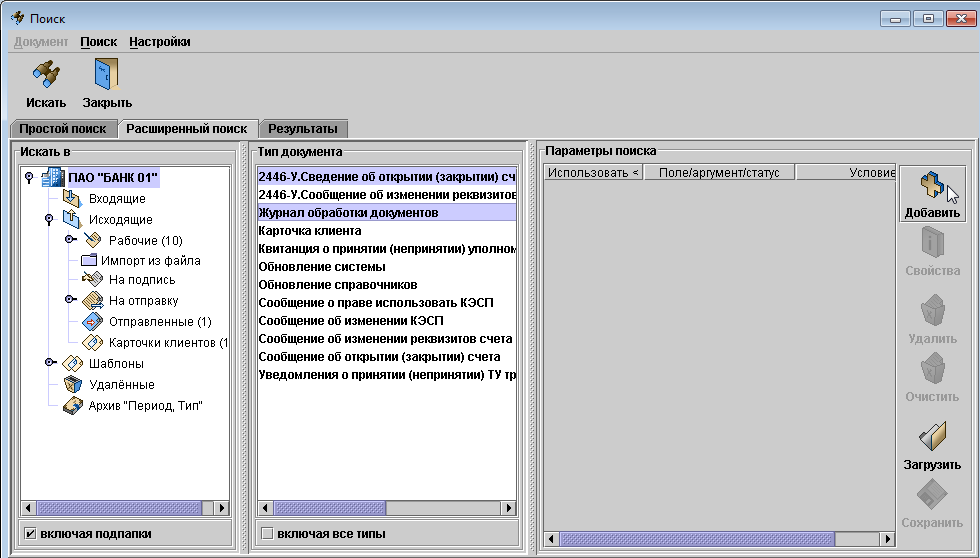 Поиск
Документ Поиск Настройки
Искать Закрыть
Простой поиск Расширенный поиск Результаты
Искать в
ПАО "БАНК 01"
Входящие
Исходящие
Рабочие (10)
Импорт из файла
На подпись
На отправку
Отправленные (1)
Карточки клиентов (1
Шаблоны
Удалённые
Архив "Период, Тип"
включая подпапки
Тип документа
2446-У.Сведение об открытии (закрытии) сч
2446-У.Сообщение об изменении реквизитов
Журнал обработки документов
Карточка клиента
Квитанция о принятии (непринятии) уполном
Обновление системы
Обновление справочников
Сообщение о праве использовать КЭСП
Сообщение об изменении КЭСП
Сообщение об изменении реквизитов счета
Сообщение об открытии (закрытии) счета
Уведомления о принятии (непринятии) ТУ тр
включая все типы
Параметры поиска
Использовать < Поле/аргумент/статус Условие
Добавить
Свойства
Удалить
Очистить
Загрузить
Сохранить